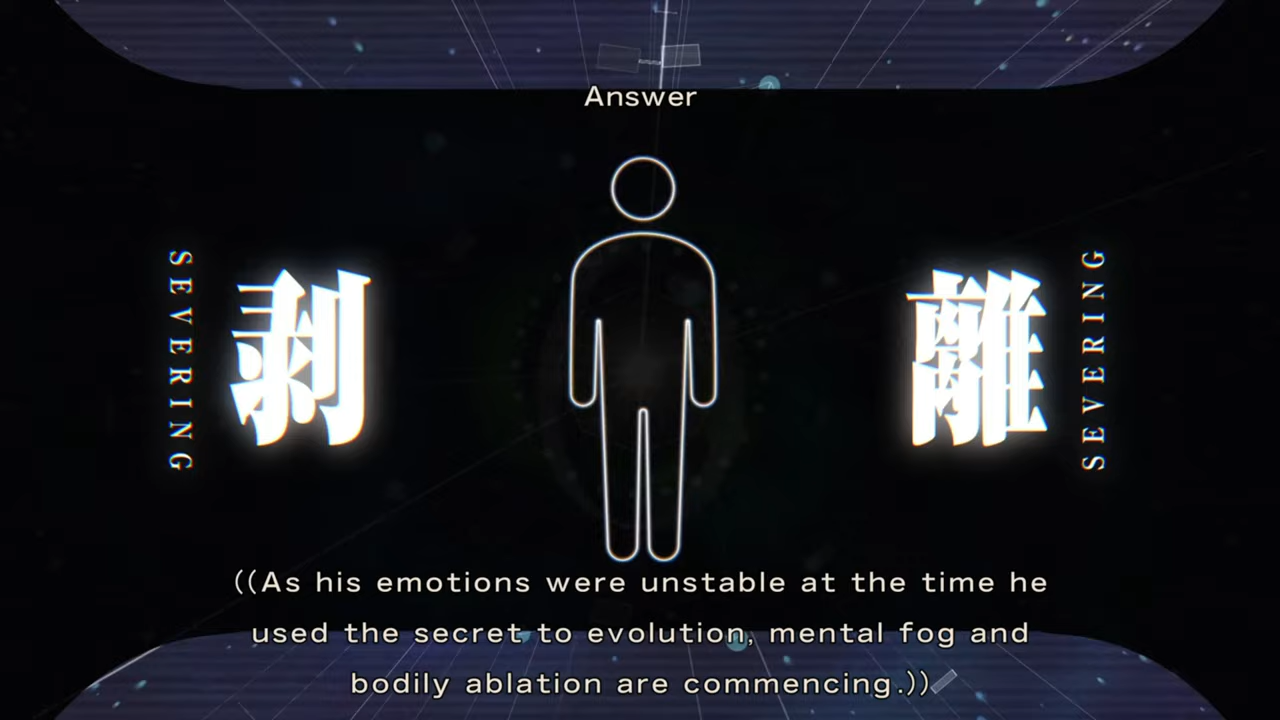 Answer
SEVERING
剥
離
SEVERING
((As his emotions were unstable at the time he
used the secret to evolution, mental fog and
bodily ablation are commencing.))